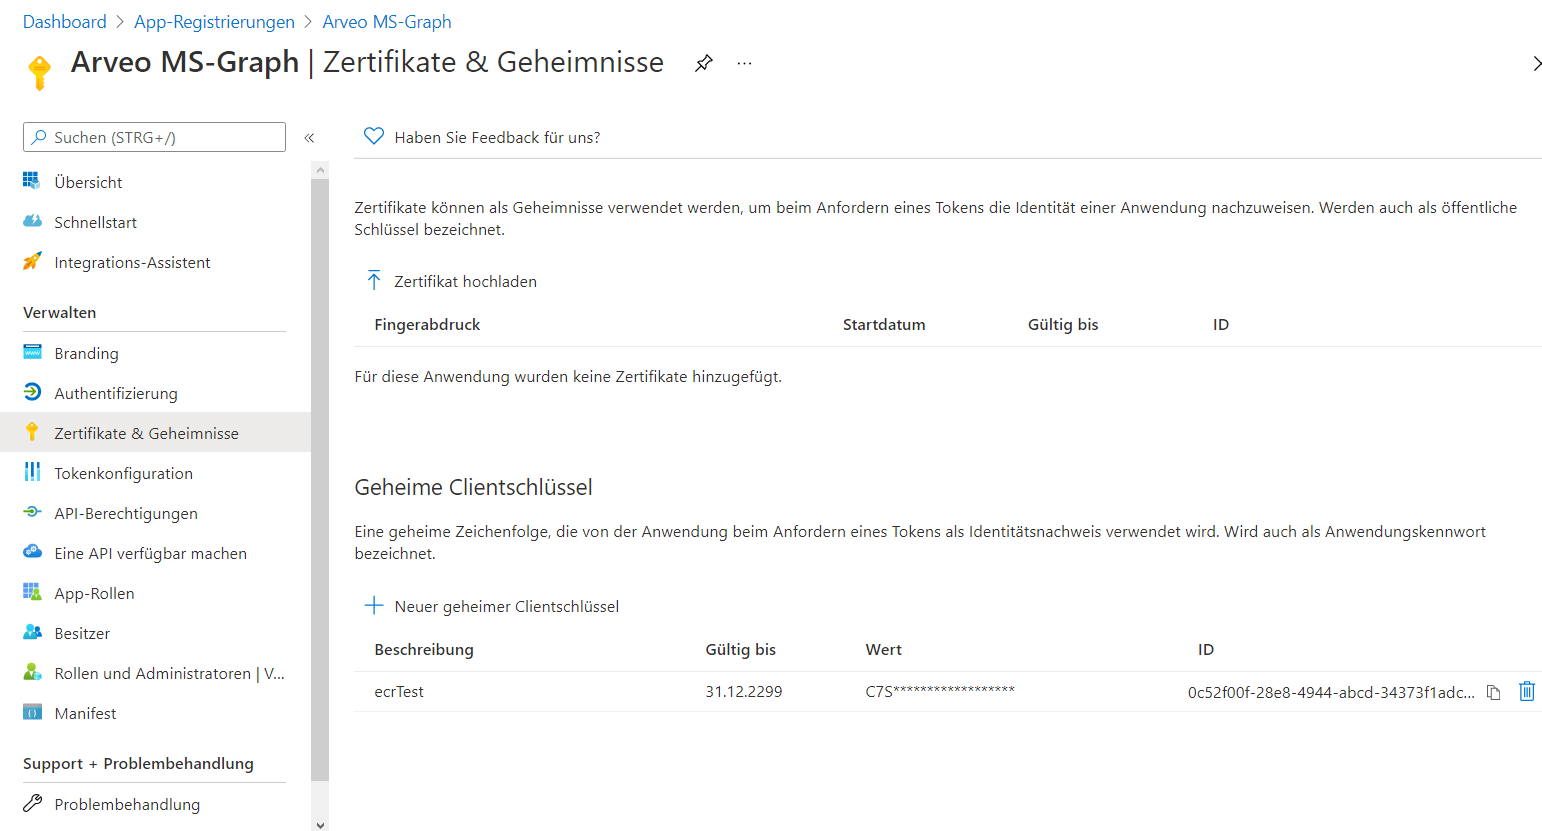 Dashboard > App-Registrierungen > Arveo MS-Graph
Arveo MS-Graph | Zertifikate & Geheimnisse
Suchen (STRG+/)
Übersicht
Schnellstart
Integrations-Assistent
Verwalten
Branding
Authentifizierung
Zertifikate & Geheimnisse
Tokenkonfiguration
API-Berechtigungen
Eine API verfügbar machen
App-Rollen
Besitzer
Rollen und Administratoren | V...
Manifest
Support + Problembehandlung
Problembehandlung
Haben Sie Feedback für uns?
Zertifikate können als Geheimnisse verwendet werden, um beim Anfordern eines Tokens die Identität einer Anwendung nachzuweisen. Werden auch als öffentliche
Schlüssel bezeichnet.
Zertifikat hochladen
Fingerabdruck Startdatum Gültig bis ID
Für diese Anwendung wurden keine Zertifikate hinzugefügt.
Geheime Clientschlüssel
Eine geheime Zeichenfolge, die von der Anwendung beim Anfordern eines Tokens als Identitätsnachweis verwendet wird. Wird auch als Anwendungskennwort
bezeichnet.
Neuer geheimer Clientschlüssel
Beschreibung Gültig bis Wert ID
ecrTest 31.12.2299 C7S****************** 0c52f00f-28e8-4944-abcd-34373f1adc...